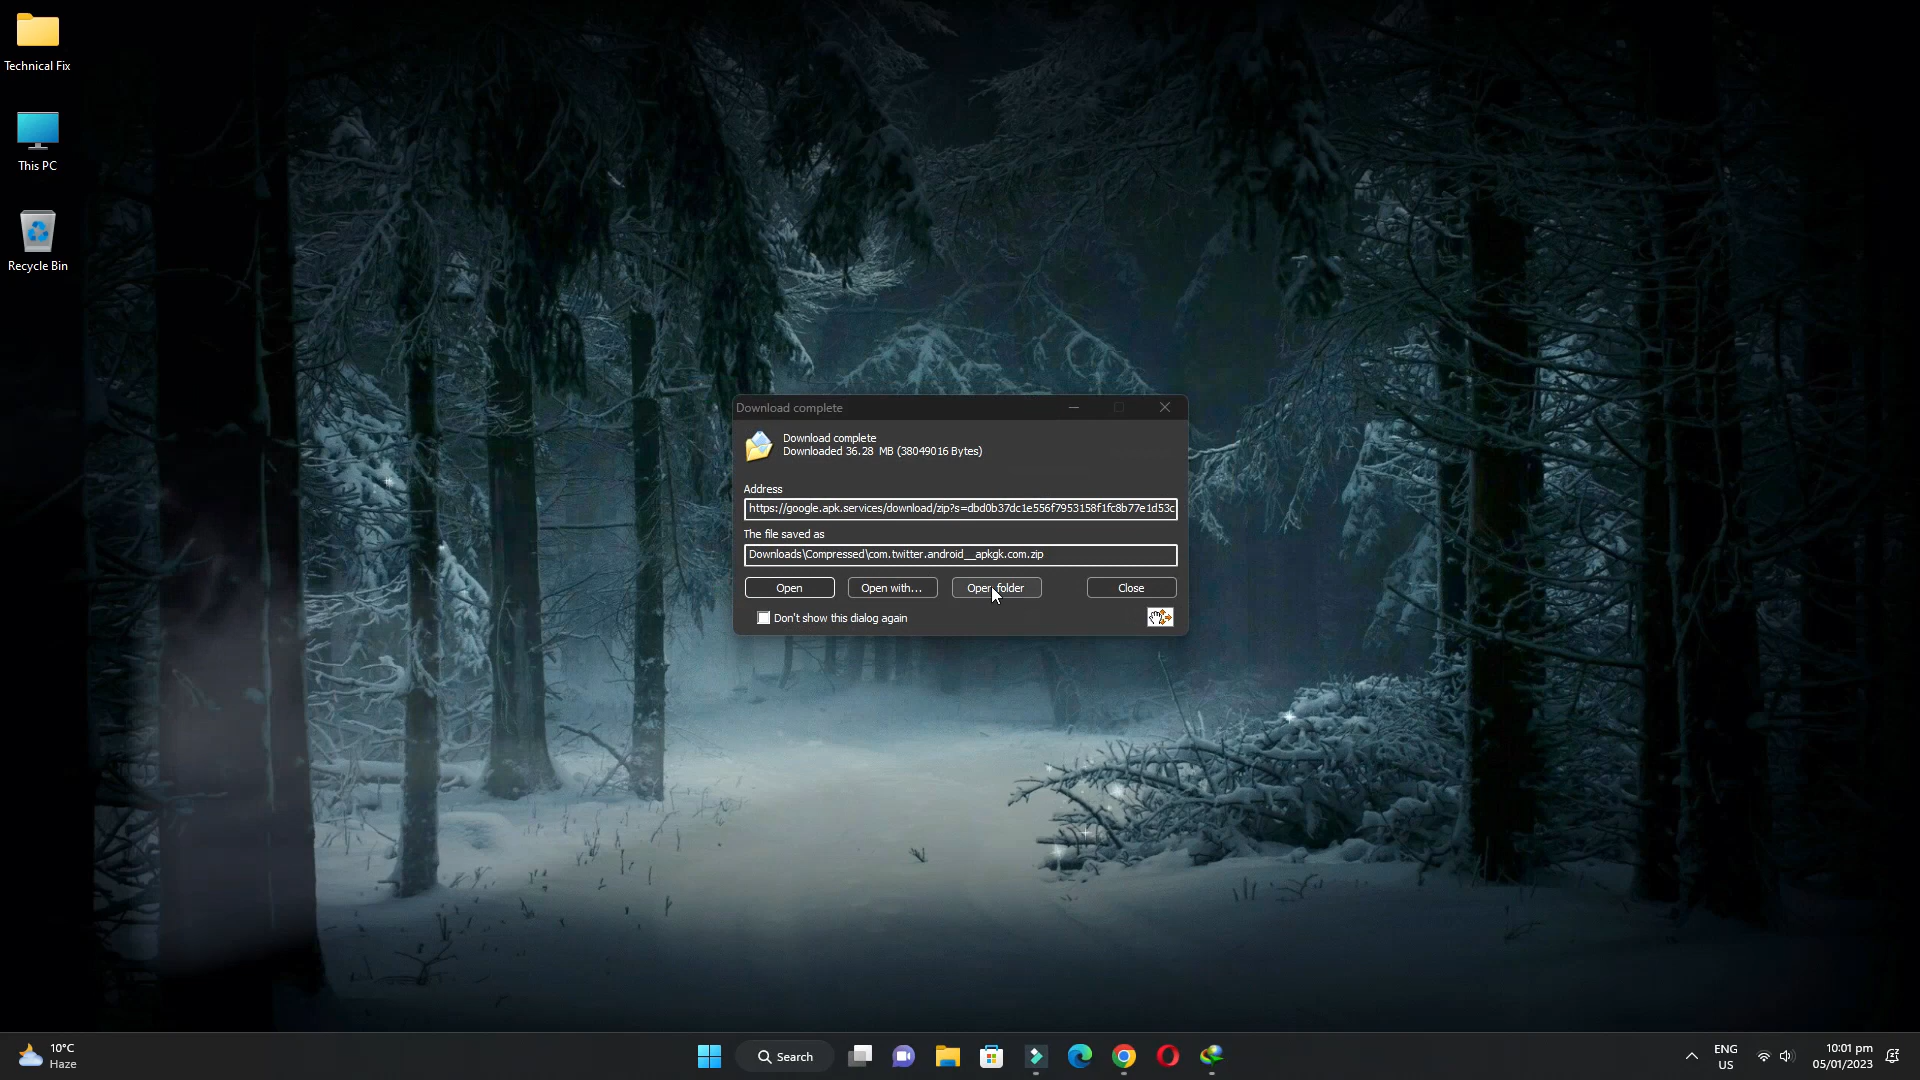 Technical Fix
This PC
Recycle Bin
Download complete
Download complete
Downloaded 36.28 MB (38049016 Bytes)
Address
https://google.apk.services/download/zip?s=dbd0b37dc1e556f7953158f1fc8b77e1d53c
The file saved as
Downloads\Compressed\com.twitter.android__apkgk.com.zip
Open
Open with...
Open folder
Close
Don't show this dialog again
10°C
Haze
Search
ENG
US
10:01 pm
05/01/2023